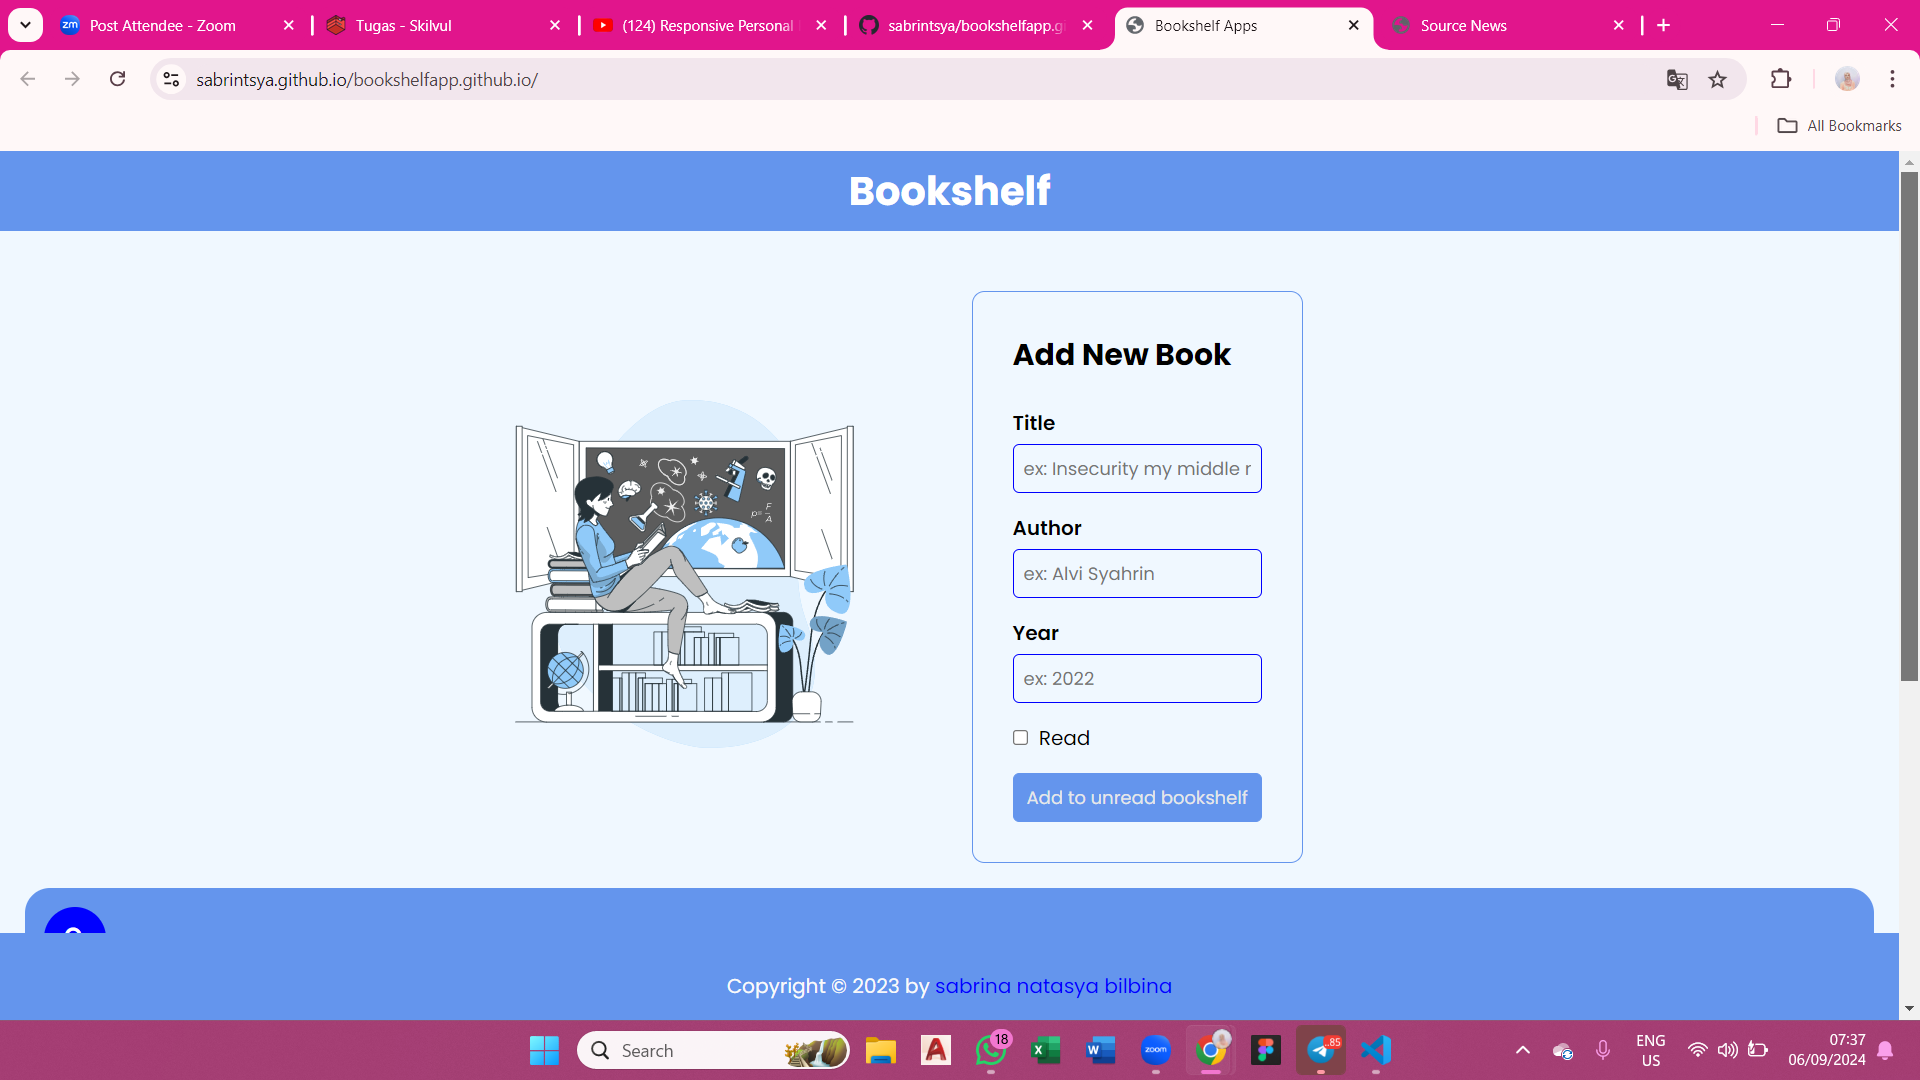 Post Attendee - Zoom
Tugas - Skilvul
(124) Responsive Personal
sabrintsya/bookshelfapp.gi
Bookshelf Apps
Source News
sabrintsya.github.io/bookshelfapp.github.io/
All Bookmarks
Bookshelf
Add New Book
Title
ex: Insecurity my middle r
Author
ex: Alvi Syahrin
Year
ex: 2022
Read
Add to unread bookshelf
Copyright © 2023 by sabrina natasya bilbina
Search
18
zoom
85
ENG
US
07:37
06/09/2024